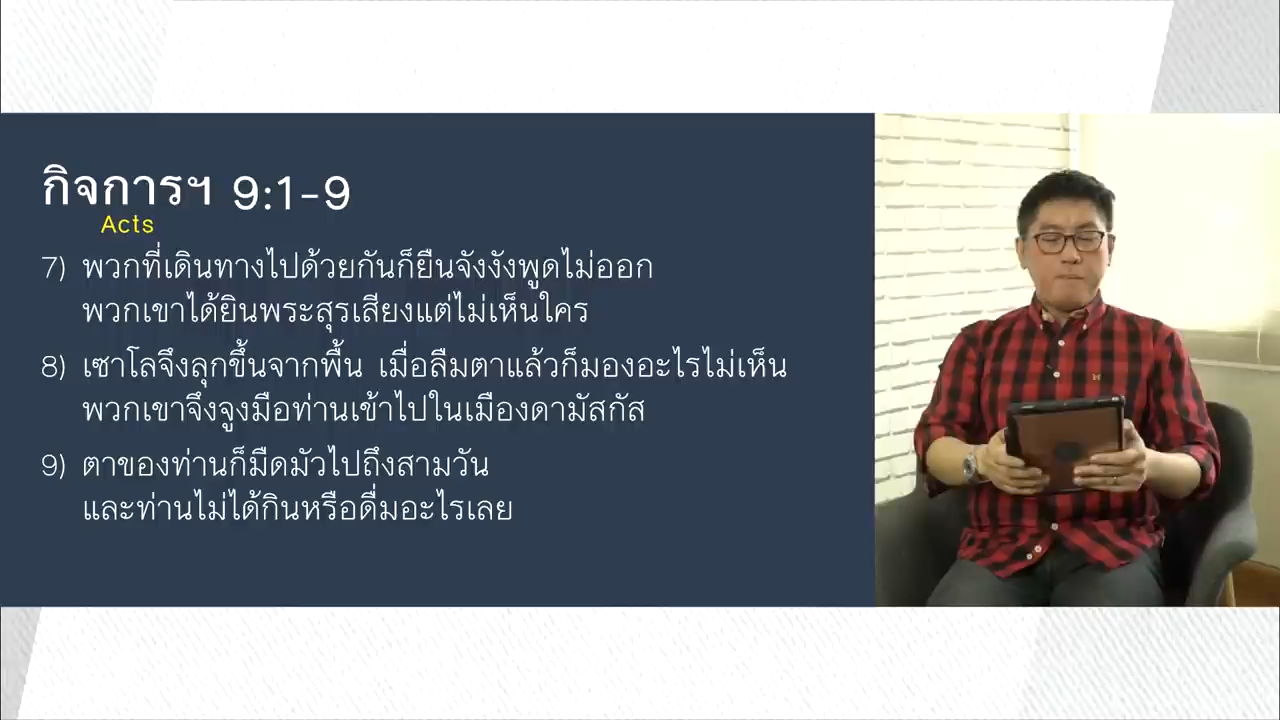 กิจการฯ 9:1-9
Acts
7) พวกที่เดินทางไปด้วยกันก็ยืนจังงังพูดไม่ออก
พวกเขาได้ยินพระสุรเสียงแต่ไม่เห็นใคร
8) เซาโลจึงลุกขึ้นจากพื้น เมื่อลืมตาแล้วก็มองอะไรไม่เห็น
พวกเขาจึงจูงมือท่านเข้าไปในเมืองดามัสกัส
9) ตาของท่านก็มืดมัวไปถึงสามวัน
และท่านไม่ได้กินหรือดื่มอะไรเลย